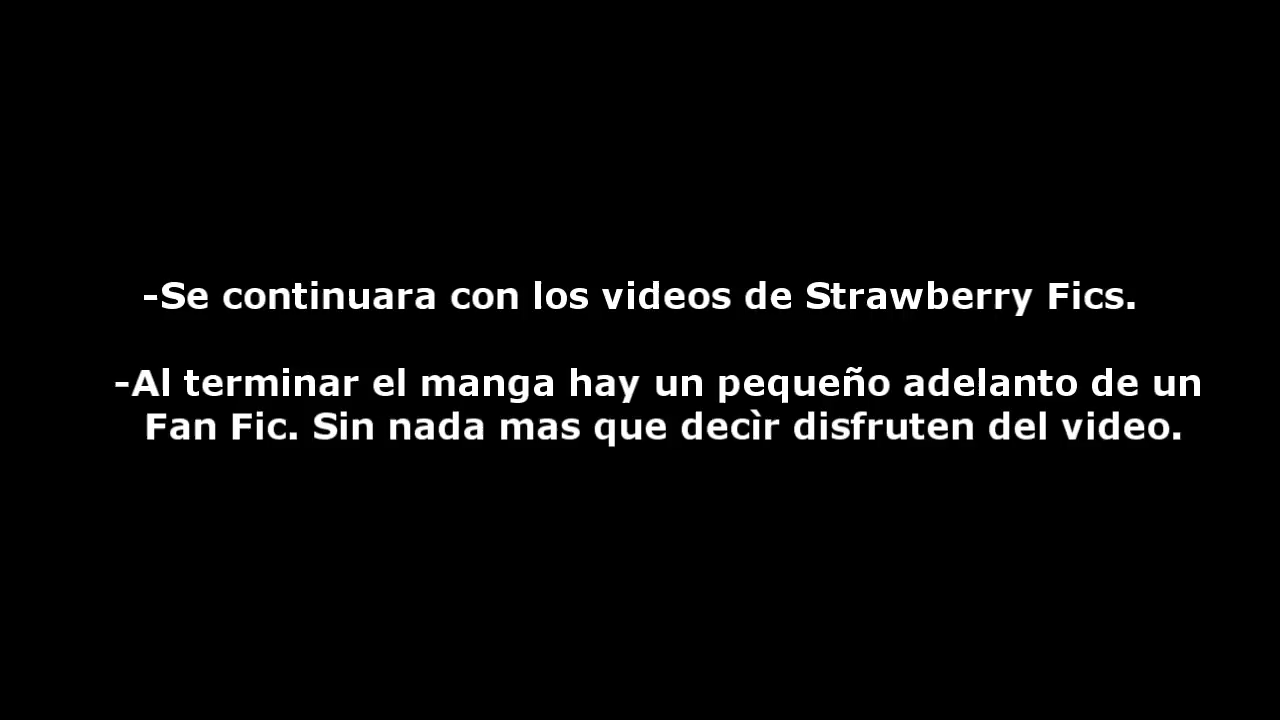 -Se continuara con los videos de Strawberry Fics.
-Al terminar el manga hay un pequeño adelanto de un
Fan Fic. Sin nada mas que decìr disfruten del video.